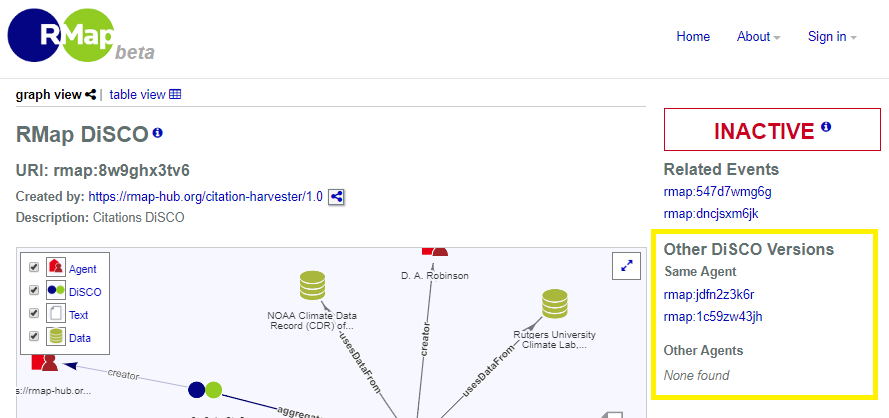 RMap
beta
Home About Sign in
graph view | table view
RMap DiSCO
URI: rmap:8w9ghx3tv6
Created by: https://rmap-hub.org/citation-harvester/1.0
Description: Citations DiSCO
INACTIVE
Related Events
rmap:547d7wmg6g
rmap:dncjsxm6jk
Other DiSCO Versions
Same Agent
rmap:jdfn2z3k6r
rmap:1c59zw43jh
Other Agents
None found
Agent
DiSCO
Text
Data
D. A. Robinson
NOAA Climate Data
Record (CDR) of...
Rutgers University
Climate Lab,...
usesDataFrom
creator
usesDataFrom
creator
s://rmap-hub.or...
aggregat